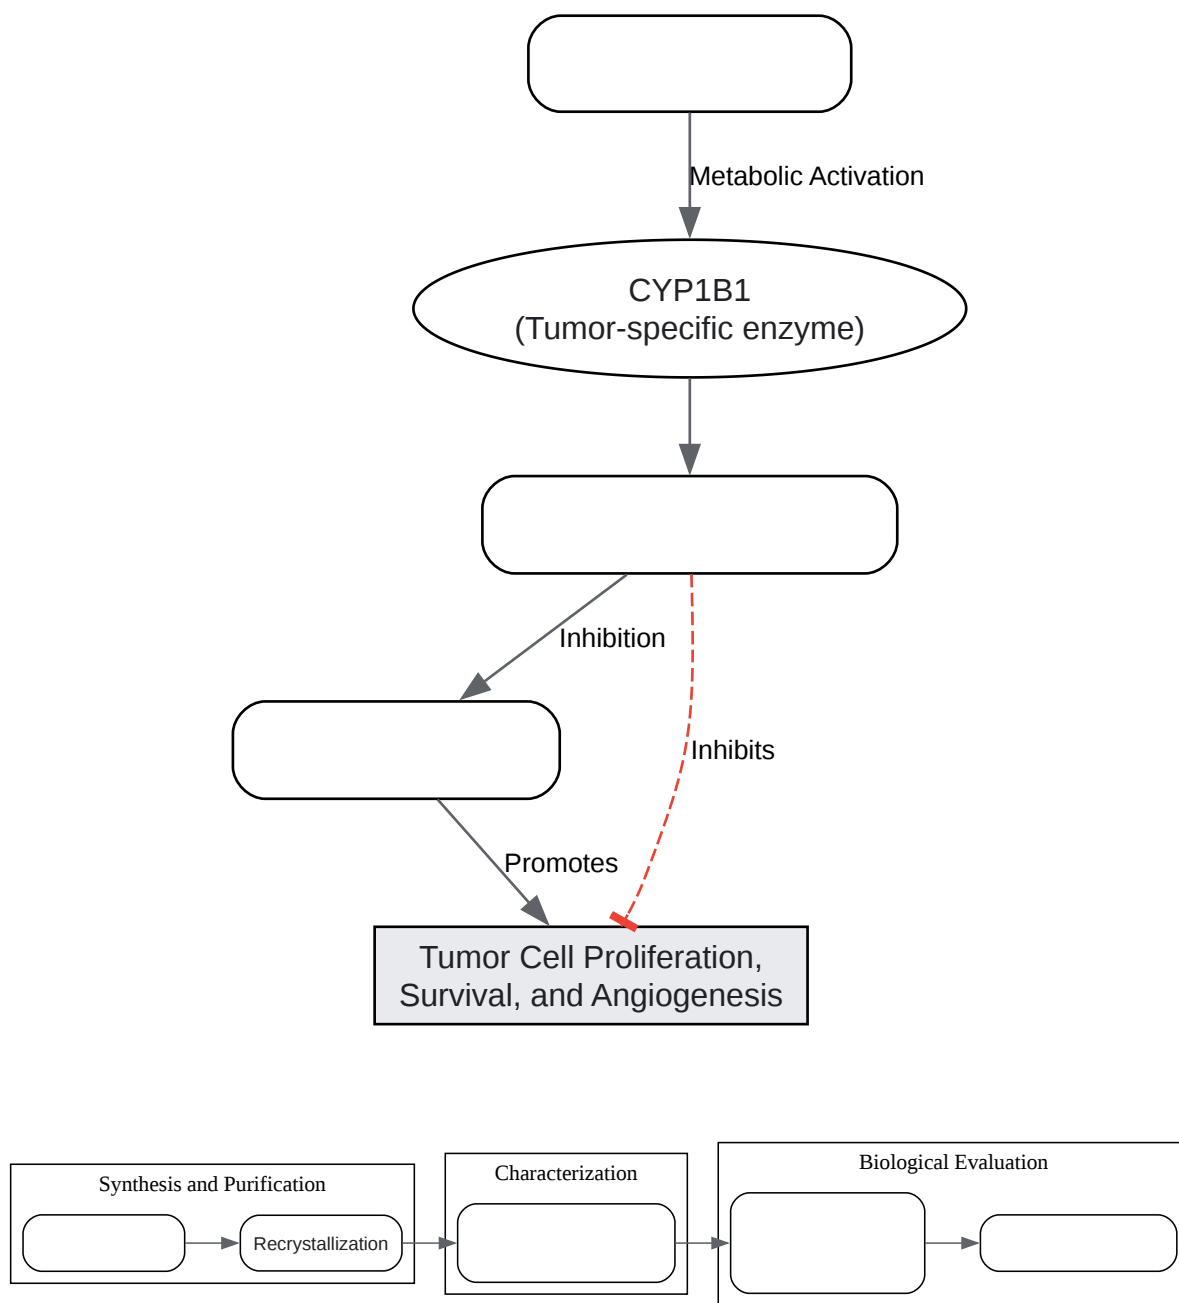 Metabolic Activation
CYP1B1
(Tumor-specific enzyme)
Inhibition
Inhibits
Promotes
Tumor Cell Proliferation,
Survival, and Angiogenesis
Synthesis and Purification
Recrystallization
Characterization
Biological Evaluation